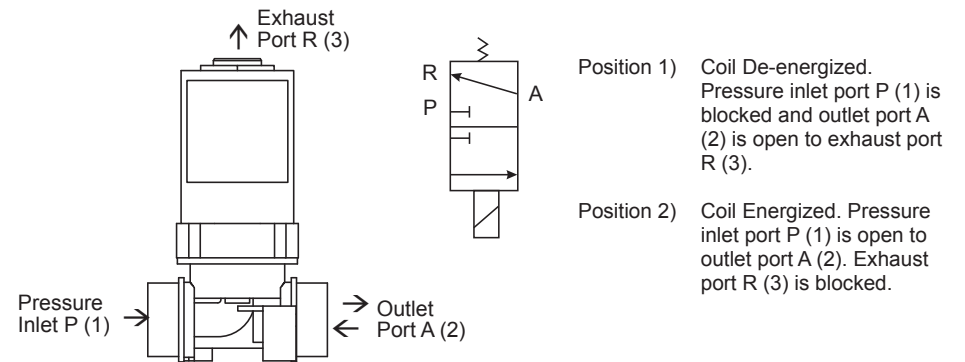 Exhaust
Port R (3)
Pressure
Inlet P (1)
Outlet
Port A (2)
R
P
A
Position 1) Coil De-energized.
Pressure inlet port P (1) is
blocked and outlet port A
(2) is open to exhaust port
R (3).
Position 2) Coil Energized. Pressure
inlet port P (1) is open to
outlet port A (2). Exhaust
port R (3) is blocked.